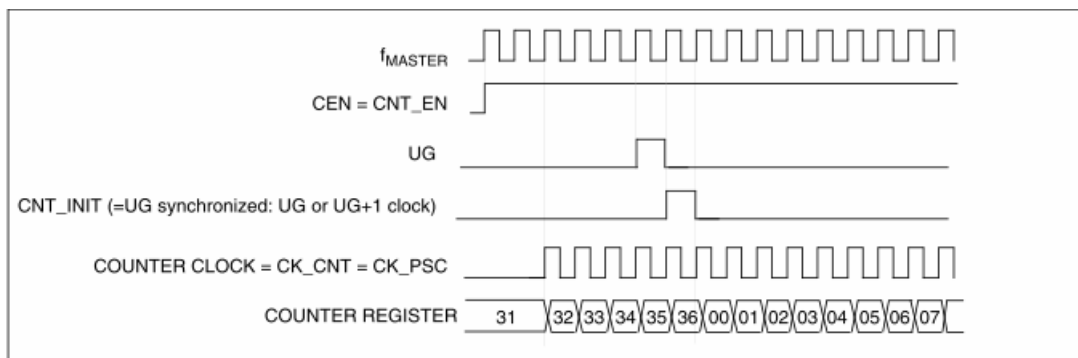 fMASTER
CEN = CNT_EN
UG
CNT_INIT (=UG synchronized: UG or UG+1 clock)
COUNTER CLOCK = CK_CNT = CK_PSC
COUNTER REGISTER 31 32 33 34 35 36 00 01 02 03 04 05 06 07